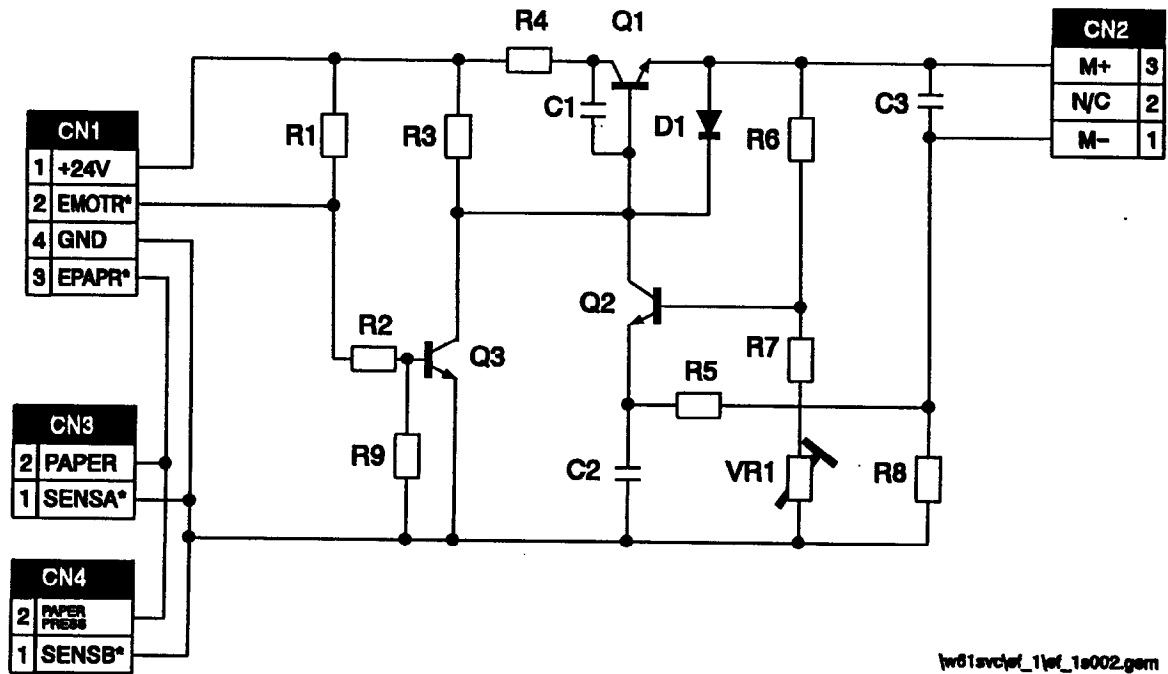 R4
Q1
CN2
M+ 3
N/C 2
M- 1
C1
C3
D1
R1
R3
R6
CN1
1 +24V
2 EMOTR*
4 GND
3 EPAPR*
Q2
R2
Q3
R7
R5
CN3
2 PAPER
1 SENSA*
R9
C2
VR1
R8
CN4
2 PAPER
PRESS
1 SENSB*
\w61svc\ef_1\ef_1s002.gem